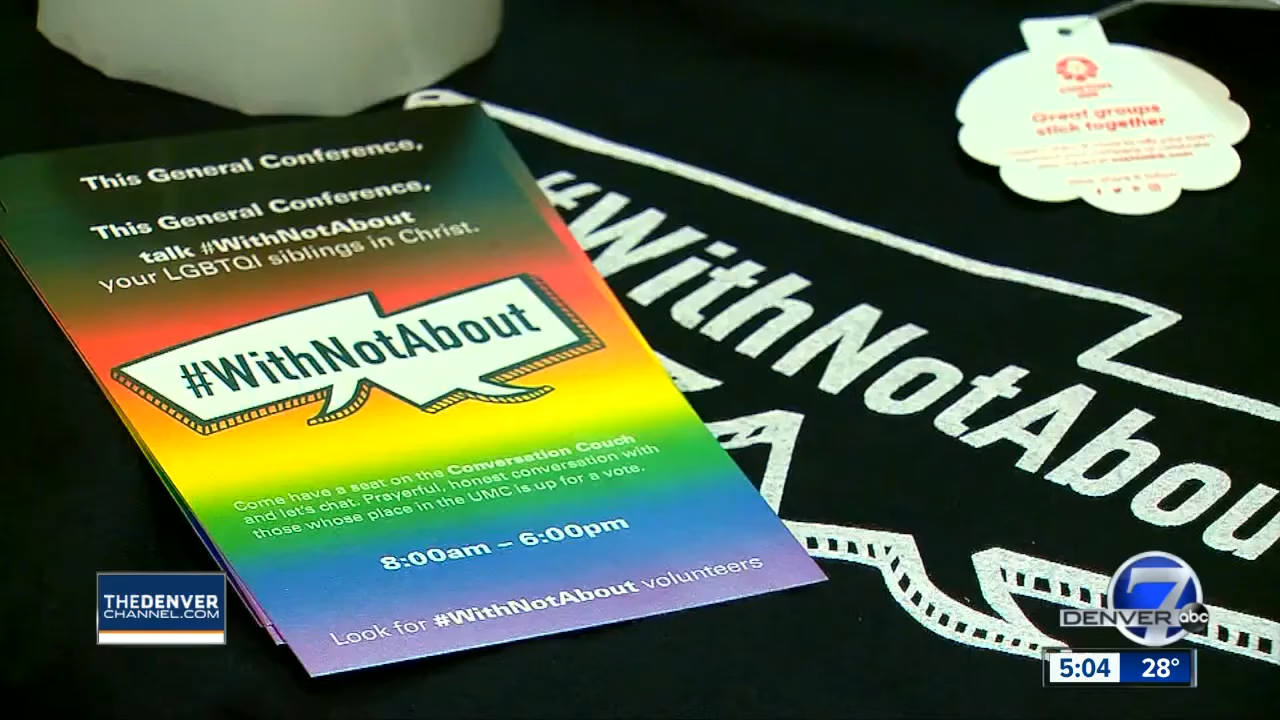 This General Conference,
This General Conference,
talk #WithNotAbout
your LGBTQI siblings in Christ.
#WithNotAbout
Come have a seat on the Conversation Couch
and let's chat. Prayerful, honest conversation with
those whose place in the UMC is up for a vote.
8:00am – 6:00pm
Look for #WithNotAbout volunteers
#WithNotAbou
Great groups
stick together
THEDENVER
CHANNEL.COM
DENVER 7 abc
5:04 28°